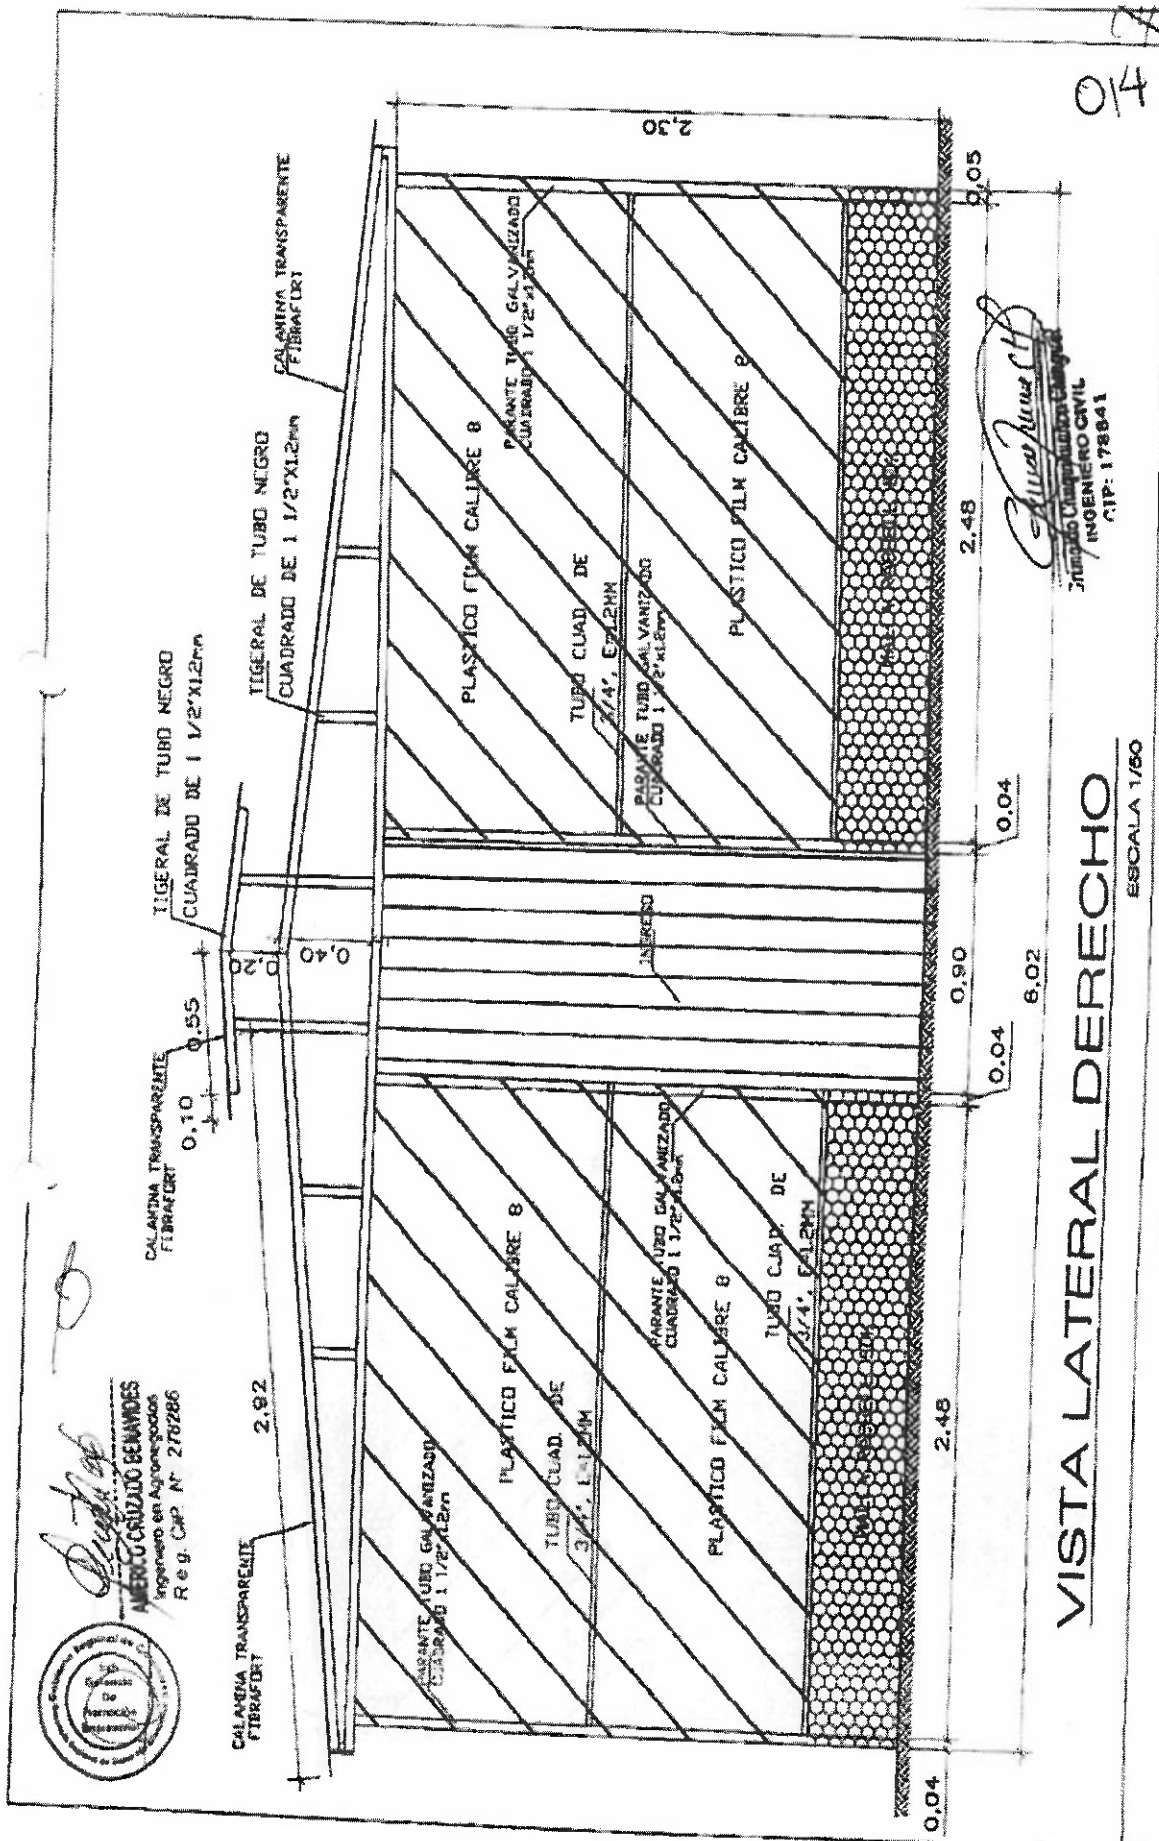 014
AMERICO CRUZADO BENAVIDES
Ingeniero en Agronegocios
Reg. CIP. Nº 278286
CALAMINA TRANSPARENTE
FIBRAFORT
2,92
CALAMINA TRANSPARENTE
FIBRAFORT
0,10
0,55
0,20
0,40
TIGERAL DE TUBO NEGRO
CUADRADO DE 1 1/2"X1.2mm
TIGERAL DE TUBO NEGRO
CUADRADO DE 1 1/2"X1.2mm
CALAMINA TRANSPARENTE
FIBRAFORT
2,30
PARANTE TUBO GALVANIZADO
CUADRADO 1 1/2"x1.2mm
PLASTICO FILM CALIBRE 8
TUBO CUAD. DE
3/4", E=1.2MM
PLASTICO FILM CALIBRE 8
PARANTE TUBO GALVANIZADO
CUADRADO 1 1/2"x1.2mm
TUBO CUAD. DE
3/4", E=1.2MM
INGRESO
PLASTICO FILM CALIBRE 8
PARANTE TUBO GALVANIZADO
CUADRADO 1 1/2"x1.2mm
TUBO CUAD. DE
3/4", E=1.2MM
PARANTE TUBO GALVANIZADO
CUADRADO 1 1/2"x1.2mm
PLASTICO FILM CALIBRE 8
0,04
2.48
0.04
0,90
0.04
2.48
0,05
6,02
INGENIERO CIVIL
CIP: 178841
VISTA LATERAL DERECHO
ESCALA 1/50